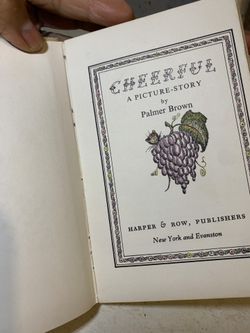 CHEERFUL
A PICTURE-STORY
by
Palmer Brown
HARPER & ROW, PUBLISHERS
New York and Evanston